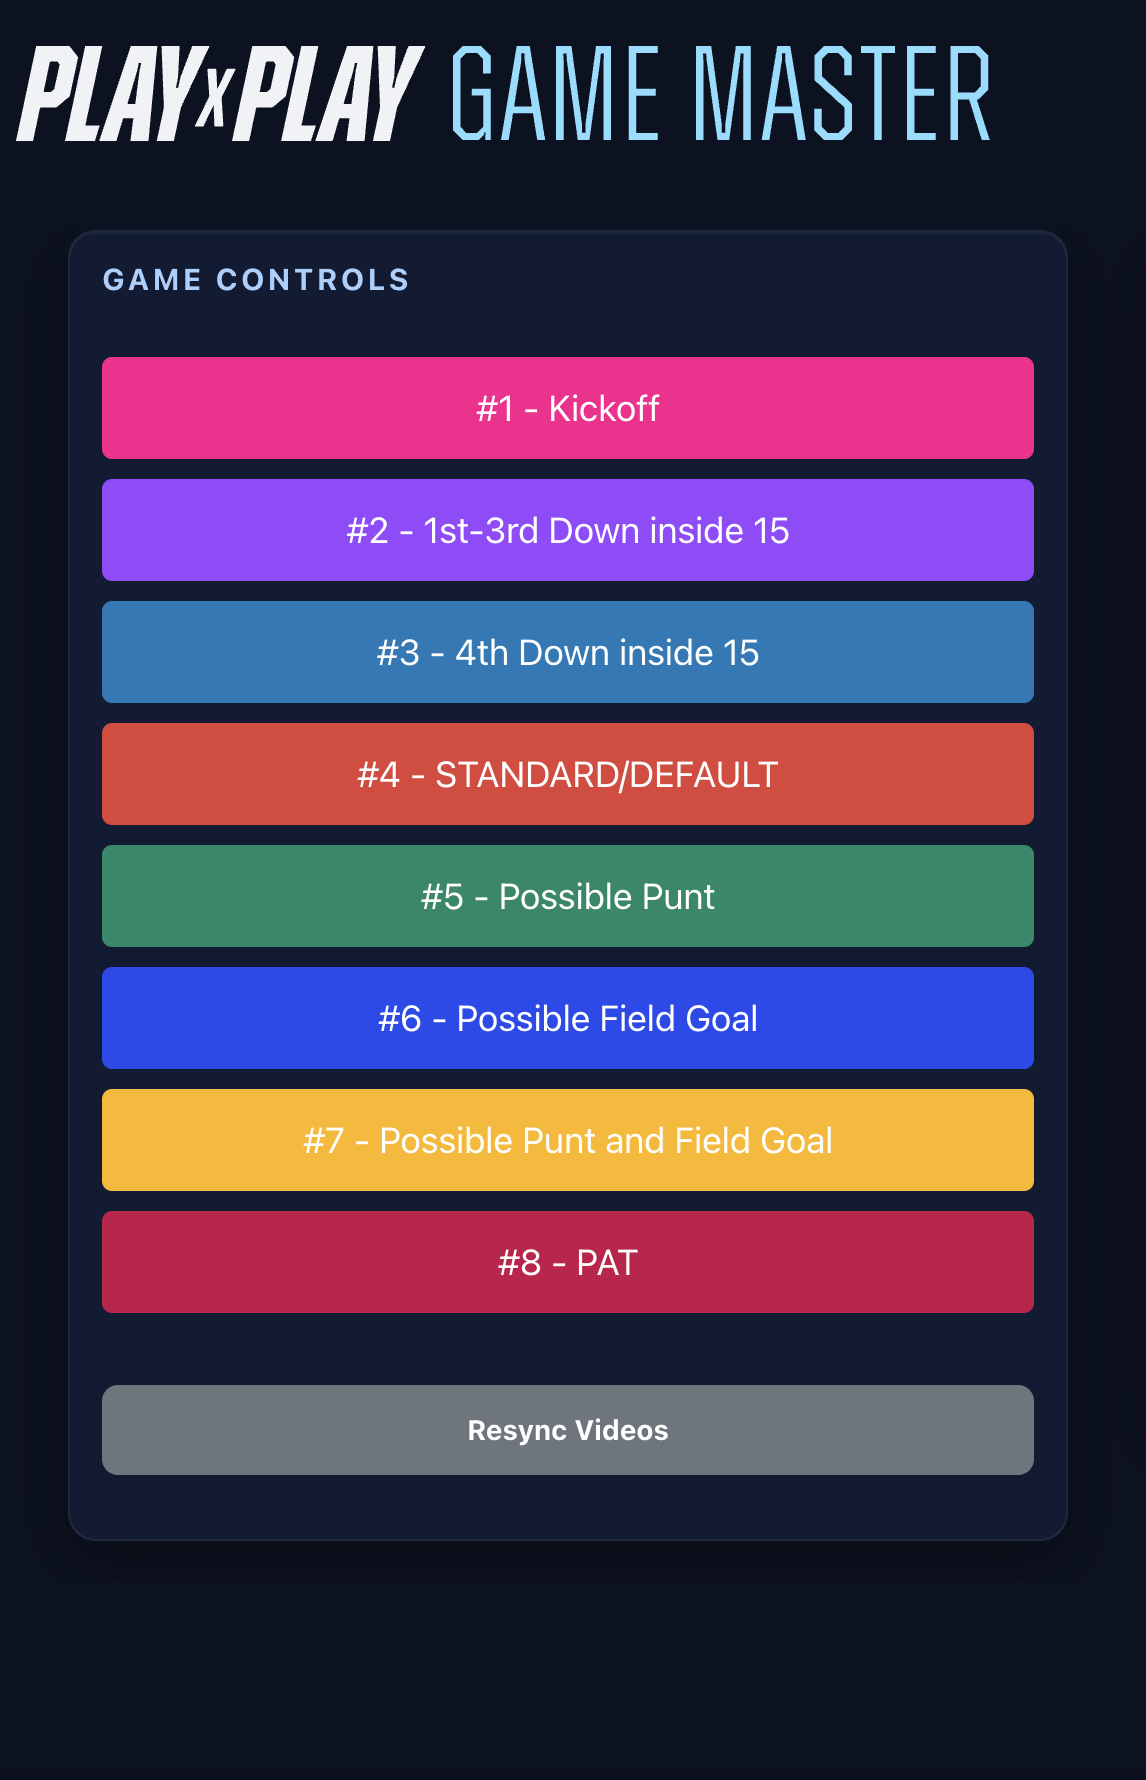 PLAYXPLAY GAME MASTER
GAME CONTROLS
#1 - Kickoff
#2 - 1st-3rd Down inside 15
#3 - 4th Down inside 15
#4 - STANDARD/DEFAULT
#5 - Possible Punt
#6 - Possible Field Goal
#7 - Possible Punt and Field Goal
#8 - PAT
Resync Videos